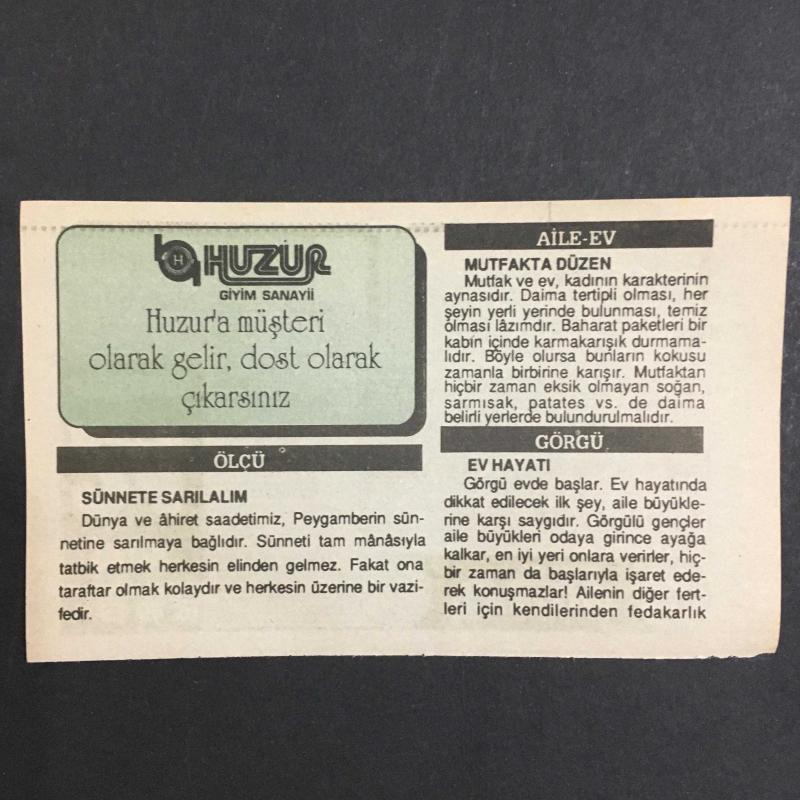 HUZUR
GİYİM SANAYİİ
Huzur'a müşteri
olarak gelir, dost olarak
çıkarsınız
ÖLÇÜ
SÜNNETE SARILALIM
Dünya ve âhiret saadetimiz, Peygamberin sün-
netine sarılmaya bağlıdır. Sünneti tam mânâsıyla
tatbik etmek herkesin elinden gelmez. Fakat ona
taraftar olmak kolaydır ve herkesin üzerine bir vazi-
fedir.
AİLE-EV
MUTFAKTA DÜZEN
Mutfak ve ev, kadının karakterinin
aynasıdır. Daima tertipli olması, her
şeyin yerli yerinde bulunması, temiz
olması lâzımdır. Baharat paketleri bir
kabın içinde karmakarışık durmama-
lıdır. Böyle olursa bunların kokusu
zamanla birbirine karışır. Mutfaktan
hiçbir zaman eksik olmayan soğan,
sarmısak, patates vs. de daima
belirli yerlerde bulundurulmalıdır.
GÖRGÜ
EV HAYATI
Görgü evde başlar. Ev hayatında
dikkat edilecek ilk şey, aile büyükle-
rine karşı saygıdır. Görgülü gençler
aile büyükleri odaya girince ayağa
kalkar, en iyi yeri onlara verirler, hiç-
bir zaman da başlarıyla işaret ede-
rek konuşmazlar! Ailenin diğer fert-
leri için kendilerinden fedakarlık